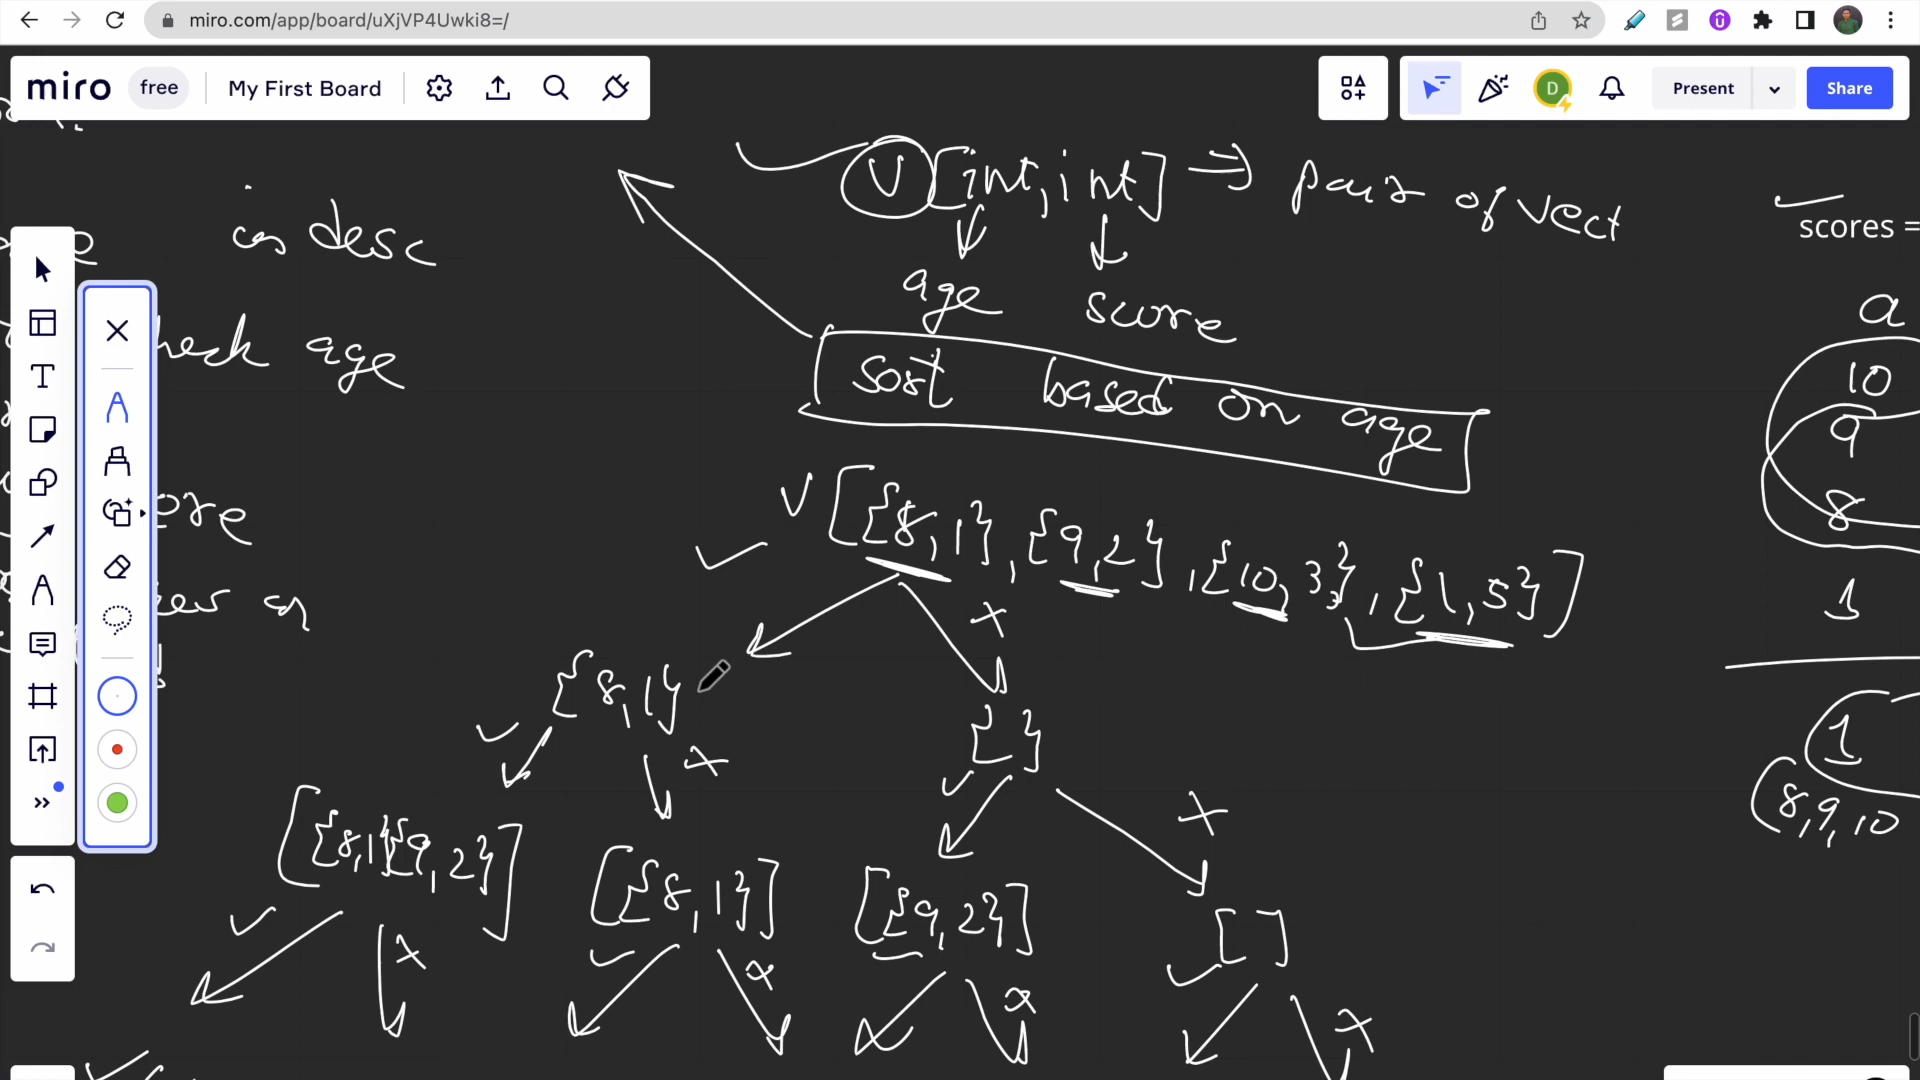 miro.com/app/board/uXjVP4Uwki8=/
miro free My First Board Present Share
D
V[int,int] => pair of vect
age score
in desc
scores =
check age
sort based on age
V[{8,1},{9,2},{10,3},{1,5}]
a
10
9
8
1
ore
x
{8,1}
{}
x
x
1
(8,9,10
[{8,1}{9,2}]
[{8,1}]
[{9,2}]
[]
x
x
x
x